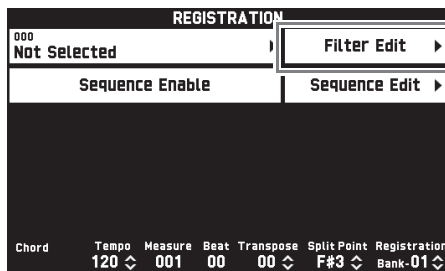 REGISTRATION
000
Not Selected
Filter Edit
Sequence Enable
Sequence Edit
Chord Tempo Measure Beat Transpose Split Point Registration
120 001 00 00 F#3 Bank-01